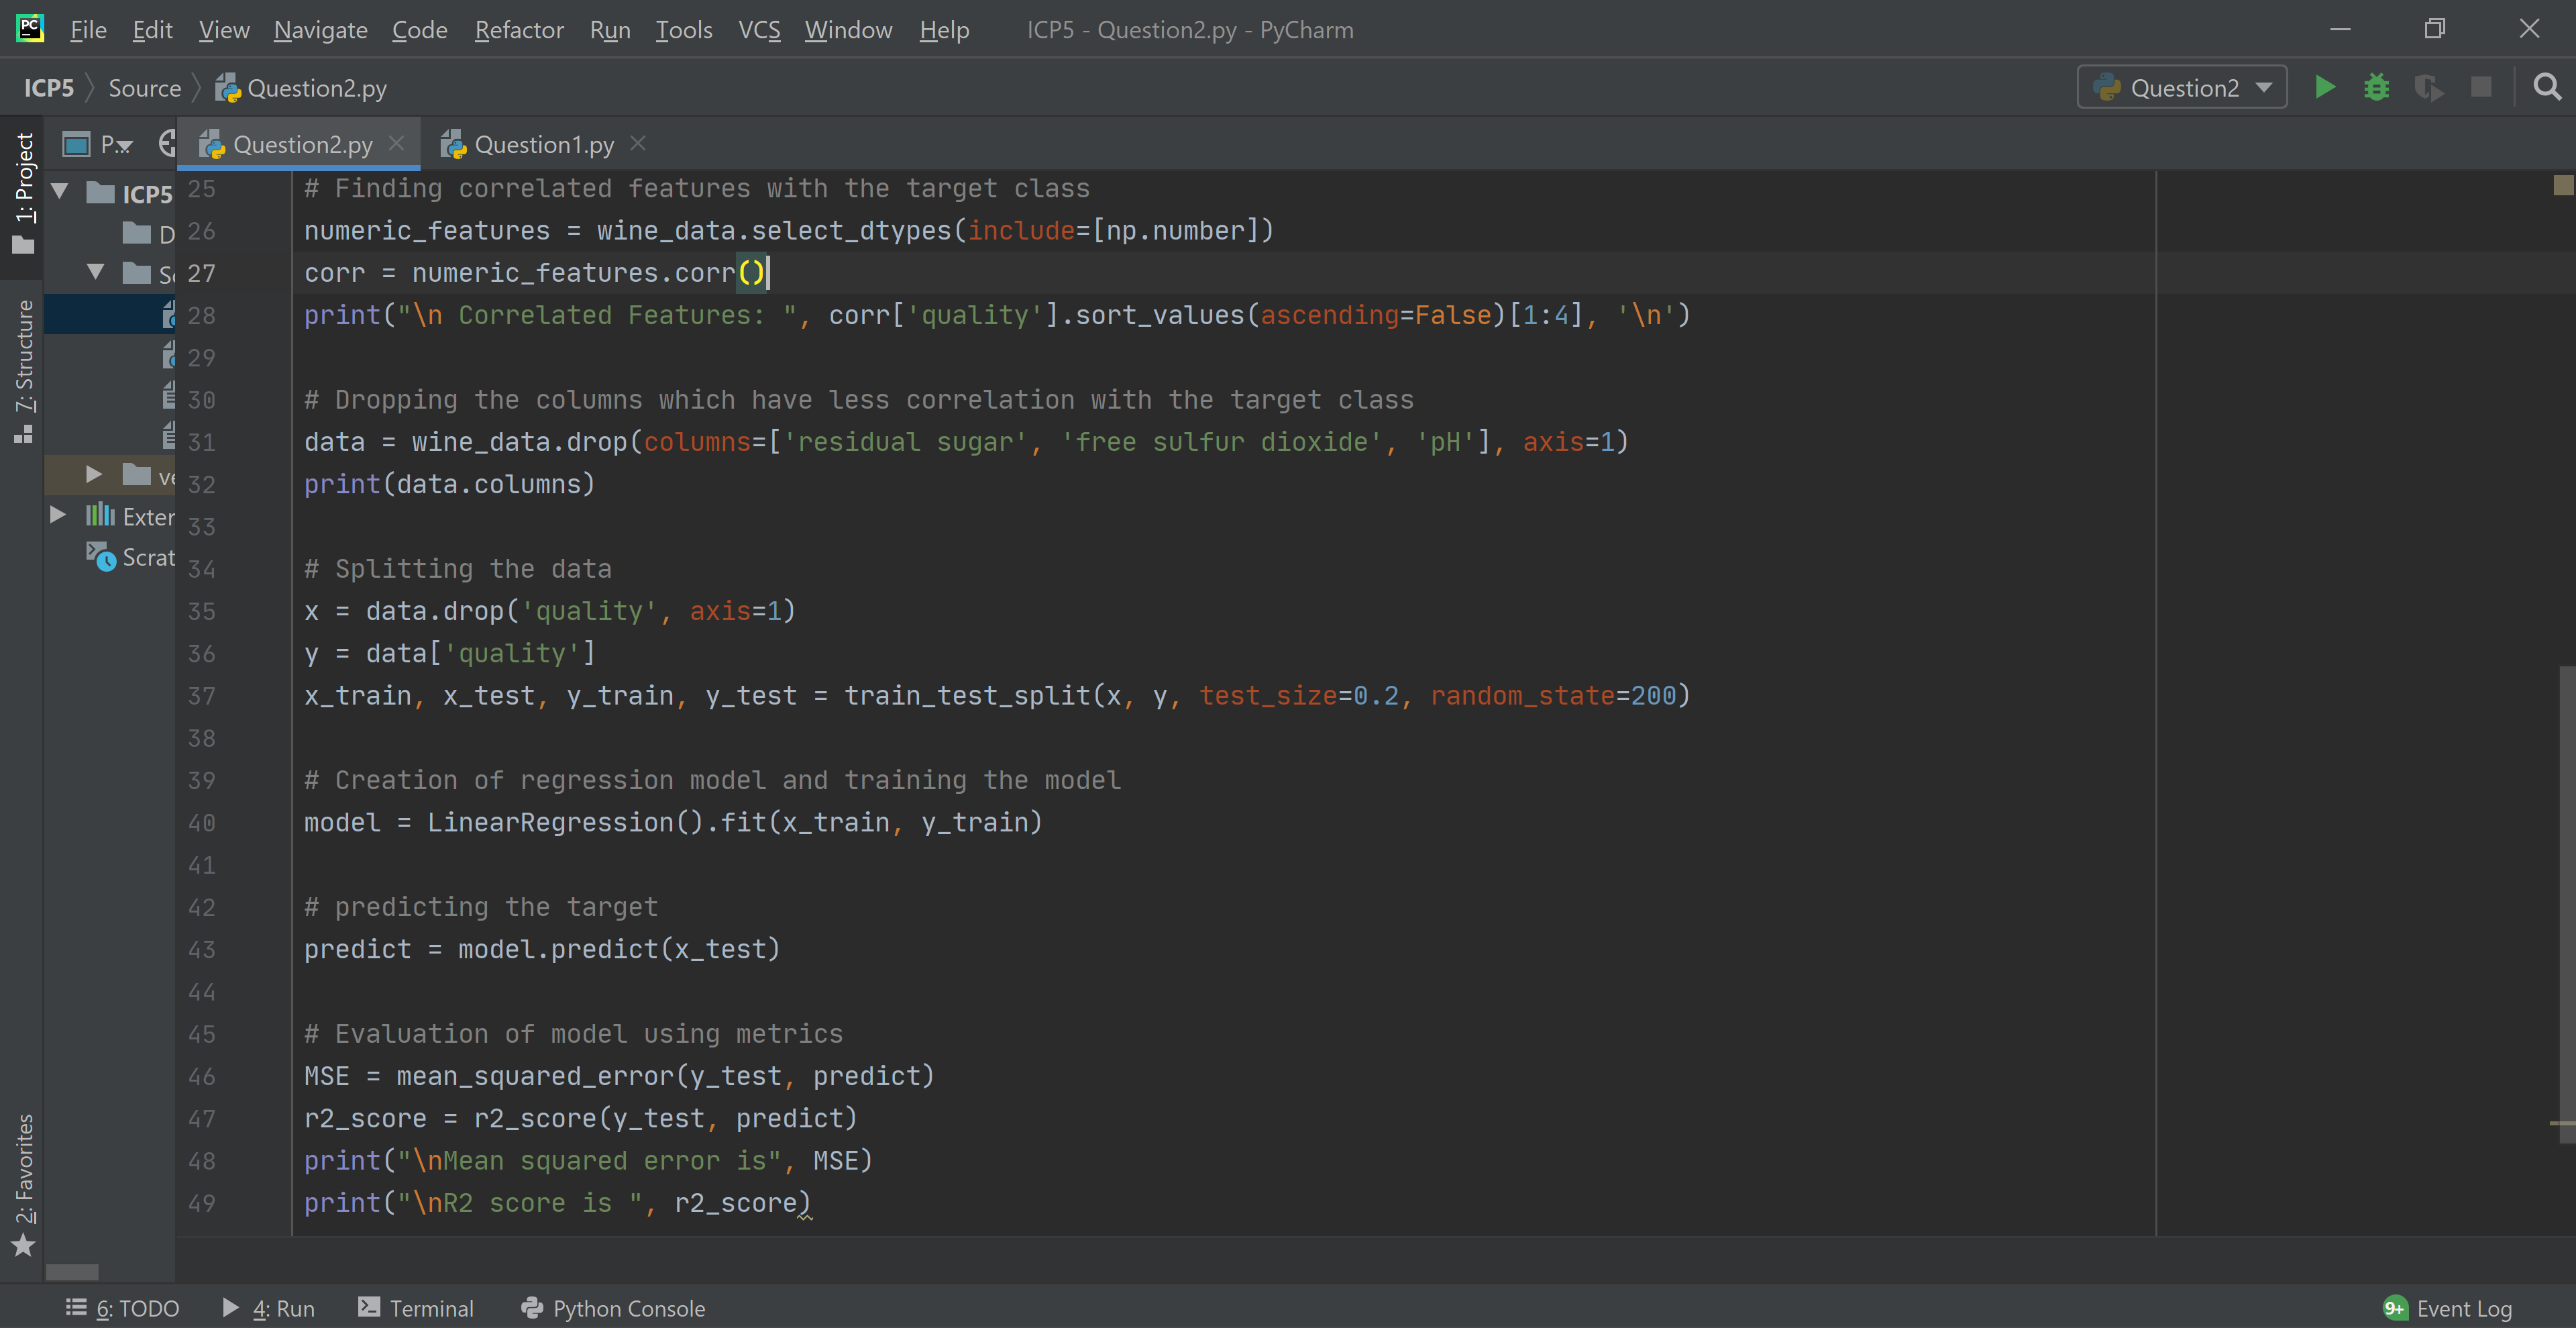 PC File Edit View Navigate Code Refactor Run Tools VCS Window Help ICP5 - Question2.py - PyCharm
ICP5 Source Question2.py Question2
1: Project P... Question2.py Question1.py
ICP5
Exter
Scrat
7: Structure
2: Favorites
25 # Finding correlated features with the target class
26 numeric_features = wine_data.select_dtypes(include=[np.number])
27 corr = numeric_features.corr()
28 print("\n Correlated Features: ", corr['quality'].sort_values(ascending=False)[1:4], '\n')
29
30 # Dropping the columns which have less correlation with the target class
31 data = wine_data.drop(columns=['residual sugar', 'free sulfur dioxide', 'pH'], axis=1)
32 print(data.columns)
33
34 # Splitting the data
35 x = data.drop('quality', axis=1)
36 y = data['quality']
37 x_train, x_test, y_train, y_test = train_test_split(x, y, test_size=0.2, random_state=200)
38
39 # Creation of regression model and training the model
40 model = LinearRegression().fit(x_train, y_train)
41
42 # predicting the target
43 predict = model.predict(x_test)
44
45 # Evaluation of model using metrics
46 MSE = mean_squared_error(y_test, predict)
47 r2_score = r2_score(y_test, predict)
48 print("\nMean squared error is", MSE)
49 print("\nR2 score is ", r2_score)
6: TODO 4: Run Terminal Python Console 9+ Event Log